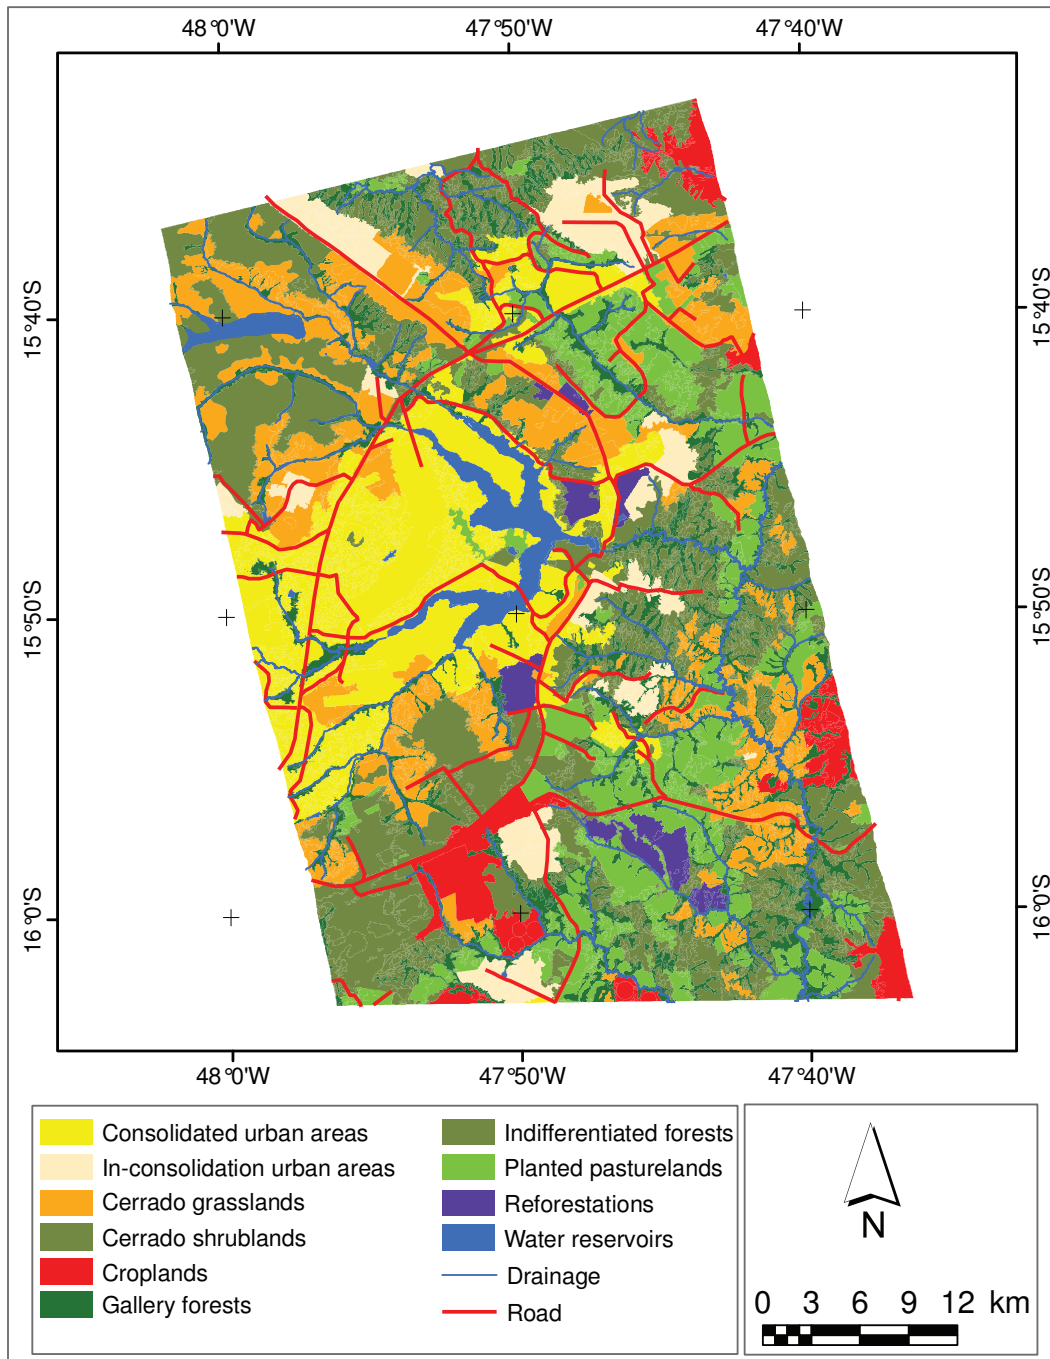 48°0'W 47°50'W 47°40'W
15°40'S 15°40'S
15°50'S 15°50'S
16°0'S 16°0'S
48°0'W 47°50'W 47°40'W
Consolidated urban areas
In-consolidation urban areas
Cerrado grasslands
Cerrado shrublands
Croplands
Gallery forests
Indifferentiated forests
Planted pasturelands
Reforestations
Water reservoirs
Drainage
Road
N
0 3 6 9 12 km